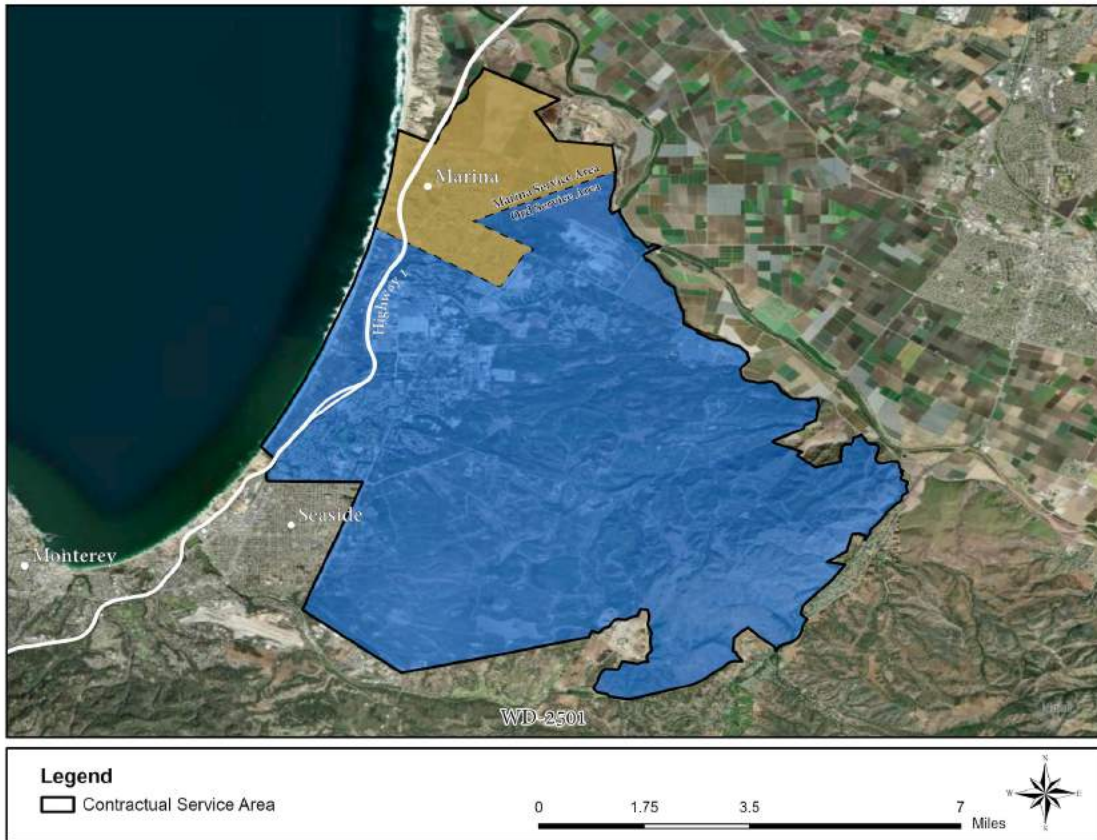 Marina
Marina Service Area
Ord Service Area
Highway 1
Seaside
Monterey
WD-2501
Legend
Contractual Service Area
N
W
E
S
0 1.75 3.5 7
Miles